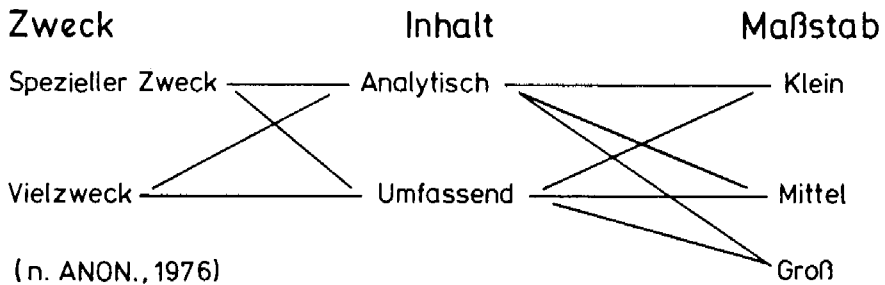 Zweck Inhalt Maßstab
Spezieller Zweck Analytisch Klein
Vielzweck Umfassend Mittel
(n. ANON., 1976) Groß